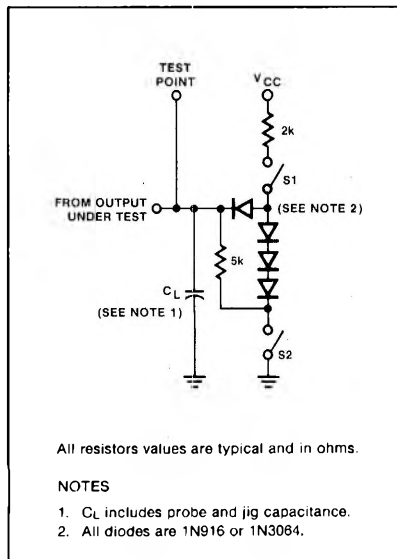 TEST
POINT
VCC
2k
S1
FROM OUTPUT
UNDER TEST
(SEE NOTE 2)
5k
CL
(SEE NOTE 1)
S2
All resistors values are typical and in ohms.
NOTES
1. CL includes probe and jig capacitance.
2. All diodes are 1N916 or 1N3064.